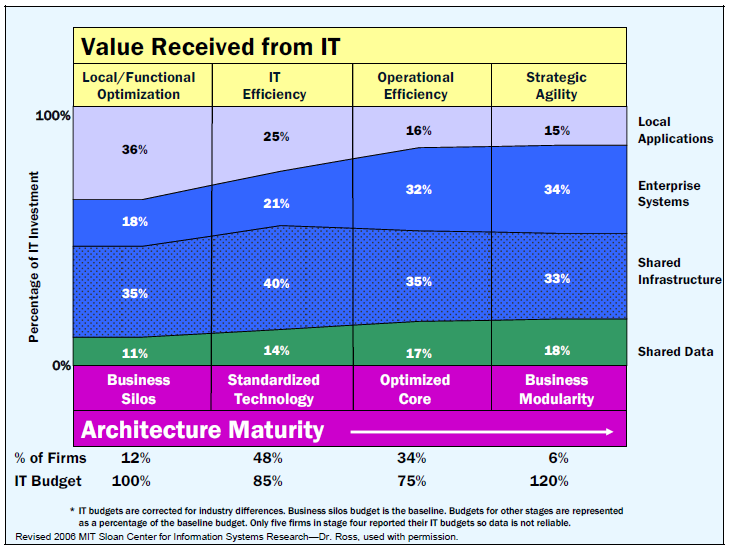 Value Received from IT
Local/Functional Optimization
IT Efficiency
Operational Efficiency
Strategic Agility
100%
0%
Percentage of IT Investment
36%
25%
16%
15%
Local Applications
18%
21%
32%
34%
Enterprise Systems
35%
40%
35%
33%
Shared Infrastructure
11%
14%
17%
18%
Shared Data
Business Silos
Standardized Technology
Optimized Core
Business Modularity
Architecture Maturity
% of Firms 12% 48% 34% 6%
IT Budget 100% 85% 75% 120%
* IT budgets are corrected for industry differences. Business silos budget is the baseline. Budgets for other stages are represented
as a percentage of the baseline budget. Only five firms in stage four reported their IT budgets so data is not reliable.
Revised 2006 MIT Sloan Center for Information Systems Research—Dr. Ross, used with permission.